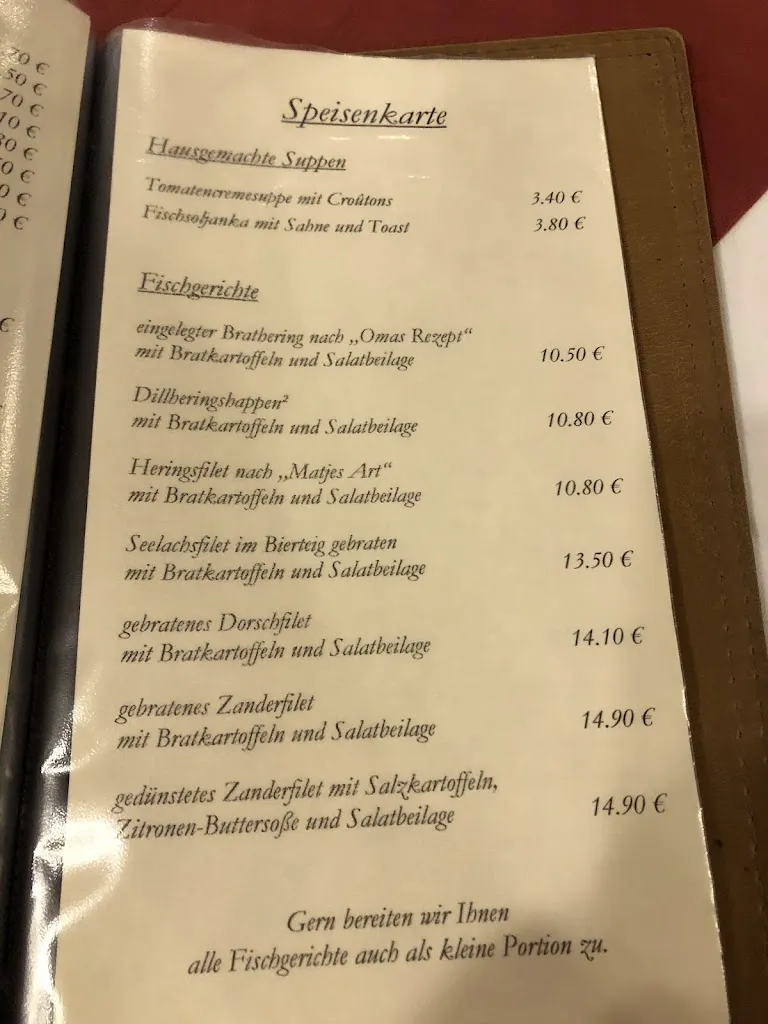 70 €
50 €
70 €
10 €
€
€
€
€
€
Speisenkarte
Hausgemachte Suppen
Tomatencremesuppe mit Croûtons 3.40 €
Fischsoljanka mit Sahne und Toast 3.80 €
Fischgerichte
eingelegter Brathering nach „Omas Rezept“
mit Bratkartoffeln und Salatbeilage 10.50 €
Dillheringshappen²
mit Bratkartoffeln und Salatbeilage 10.80 €
Heringsfilet nach „Matjes Art“
mit Bratkartoffeln und Salatbeilage 10.80 €
Seelachsfilet im Bierteig gebraten
mit Bratkartoffeln und Salatbeilage 13.50 €
gebratenes Dorschfilet
mit Bratkartoffeln und Salatbeilage 14.10 €
gebratenes Zanderfilet
mit Bratkartoffeln und Salatbeilage 14.90 €
gedünstetes Zanderfilet mit Salzkartoffeln,
Zitronen-Buttersoße und Salatbeilage 14.90 €
Gern bereiten wir Ihnen
alle Fischgerichte auch als kleine Portion zu.